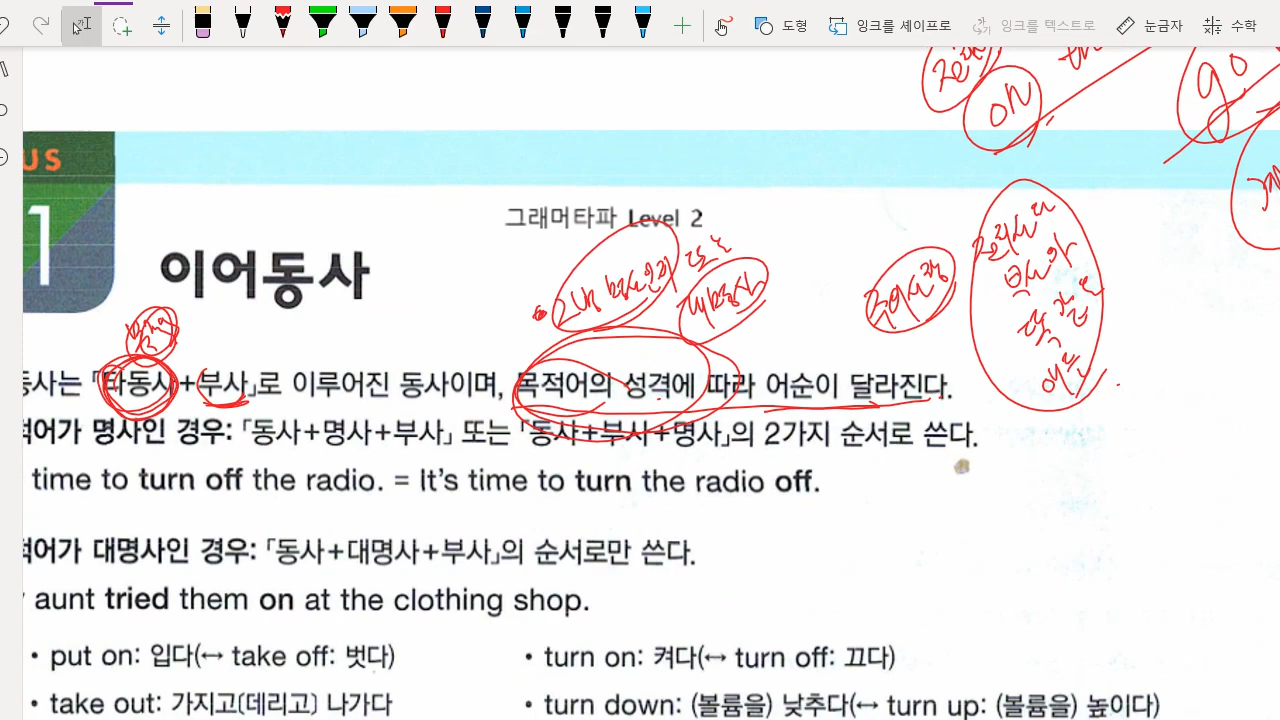 도형 잉크를 셰이프로 잉크를 텍스트로 눈금자 수학
on
go
US
1
그래머타파 Level 2
이어동사
또는
동사는 「타동사+부사」로 이루어진 동사이며, 목적어의 성격에 따라 어순이 달라진다.
적어가 명사인 경우: 「동사+명사+부사」 또는 「동사+부사+명사」의 2가지 순서로 쓴다.
time to turn off the radio. = It's time to turn the radio off.
적어가 대명사인 경우: 「동사+대명사+부사」의 순서로만 쓴다.
aunt tried them on at the clothing shop.
• put on: 입다(↔ take off: 벗다)
• turn on: 켜다(↔ turn off: 끄다)
• take out: 가지고(데리고) 나가다
• turn down: (볼륨을) 낮추다(↔ turn up: (볼륨을) 높이다)